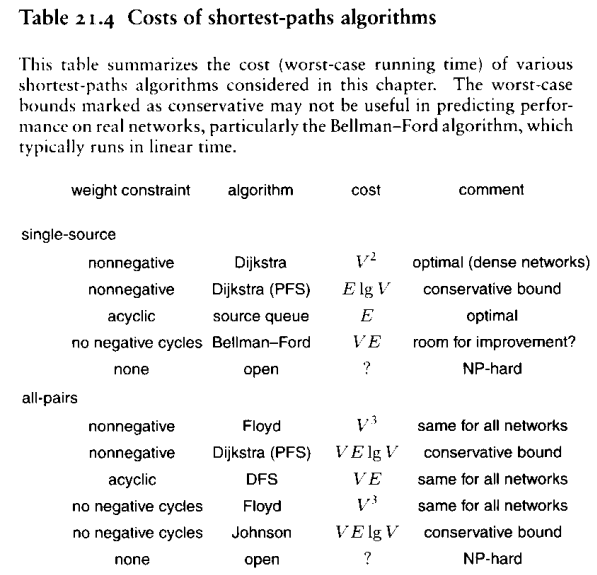 Table 21.4 Costs of shortest-paths algorithms
This table summarizes the cost (worst-case running time) of various
shortest-paths algorithms considered in this chapter. The worst-case
bounds marked as conservative may not be useful in predicting perfor-
mance on real networks, particularly the Bellman–Ford algorithm, which
typically runs in linear time.
weight constraint algorithm cost comment
single-source
nonnegative Dijkstra V² optimal (dense networks)
nonnegative Dijkstra (PFS) E lg V conservative bound
acyclic source queue E optimal
no negative cycles Bellman–Ford VE room for improvement?
none open ? NP-hard
all-pairs
nonnegative Floyd V³ same for all networks
nonnegative Dijkstra (PFS) VE lg V conservative bound
acyclic DFS VE same for all networks
no negative cycles Floyd V³ same for all networks
no negative cycles Johnson VE lg V conservative bound
none open ? NP-hard